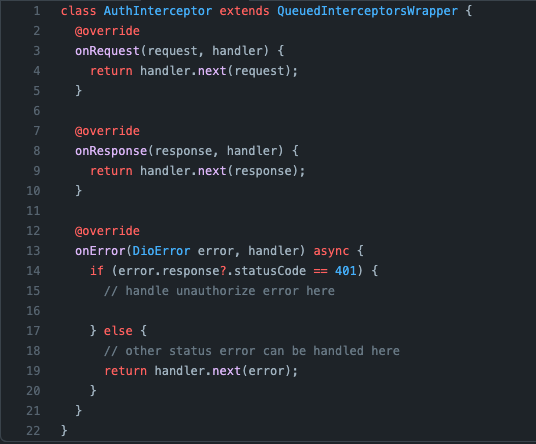 1 class AuthInterceptor extends QueuedInterceptorsWrapper {
2   @override
3   onRequest(request, handler) {
4     return handler.next(request);
5   }
6
7   @override
8   onResponse(response, handler) {
9     return handler.next(response);
10   }
11
12   @override
13   onError(DioError error, handler) async {
14     if (error.response?.statusCode == 401) {
15       // handle unauthorize error here
16
17     } else {
18       // other status error can be handled here
19       return handler.next(error);
20     }
21   }
22 }